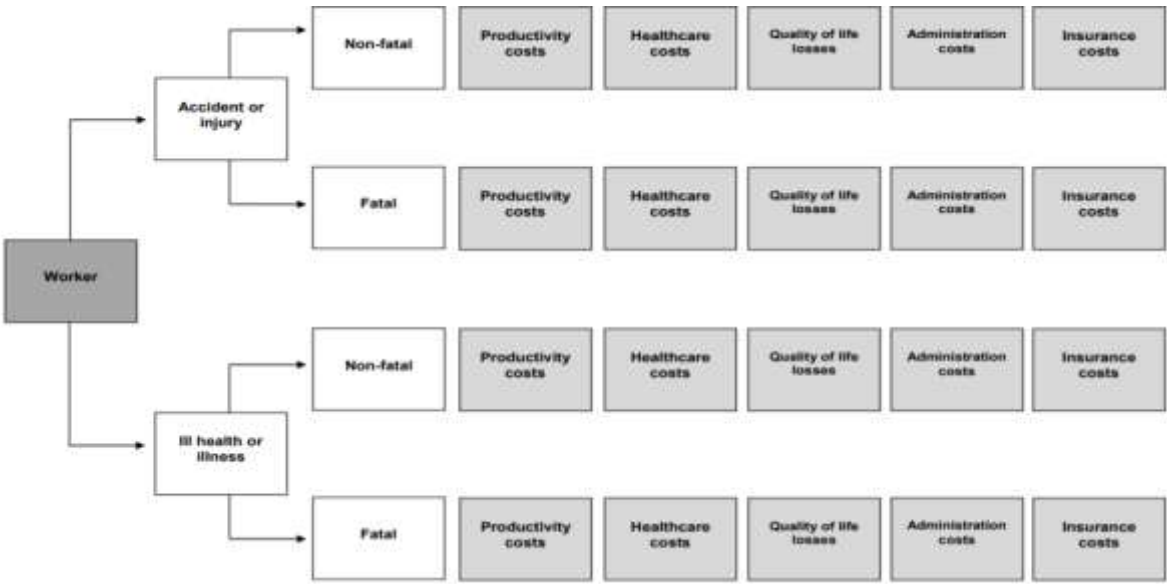 Non-fatal
Productivity
costs
Healthcare
costs
Quality of life
losses
Administration
costs
Insurance
costs
Accident or
injury
Fatal
Productivity
costs
Healthcare
costs
Quality of life
losses
Administration
costs
Insurance
costs
Worker
Non-fatal
Productivity
costs
Healthcare
costs
Quality of life
losses
Administration
costs
Insurance
costs
Ill health or
illness
Fatal
Productivity
costs
Healthcare
costs
Quality of life
losses
Administration
costs
Insurance
costs